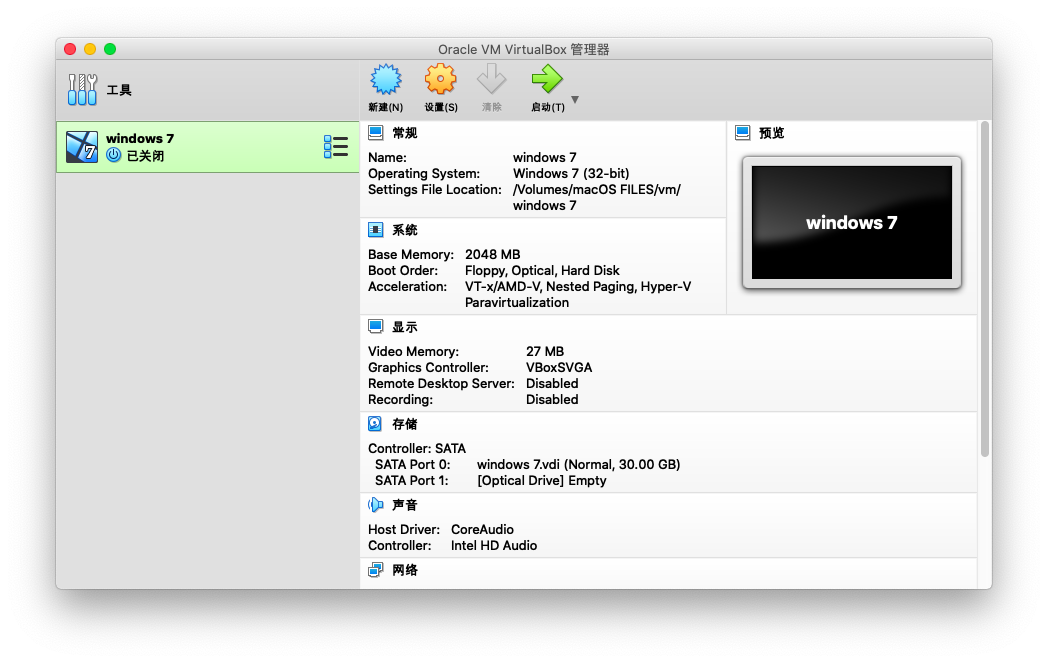 Oracle VM VirtualBox 管理器
工具
新建(N)
设置(S)
清除
启动(T)
windows 7
已关闭
常规
Name: windows 7
Operating System: Windows 7 (32-bit)
Settings File Location: /Volumes/macOS FILES/vm/
windows 7
预览
windows 7
系统
Base Memory: 2048 MB
Boot Order: Floppy, Optical, Hard Disk
Acceleration: VT-x/AMD-V, Nested Paging, Hyper-V
Paravirtualization
显示
Video Memory: 27 MB
Graphics Controller: VBoxSVGA
Remote Desktop Server: Disabled
Recording: Disabled
存储
Controller: SATA
SATA Port 0: windows 7.vdi (Normal, 30.00 GB)
SATA Port 1: [Optical Drive] Empty
声音
Host Driver: CoreAudio
Controller: Intel HD Audio
网络